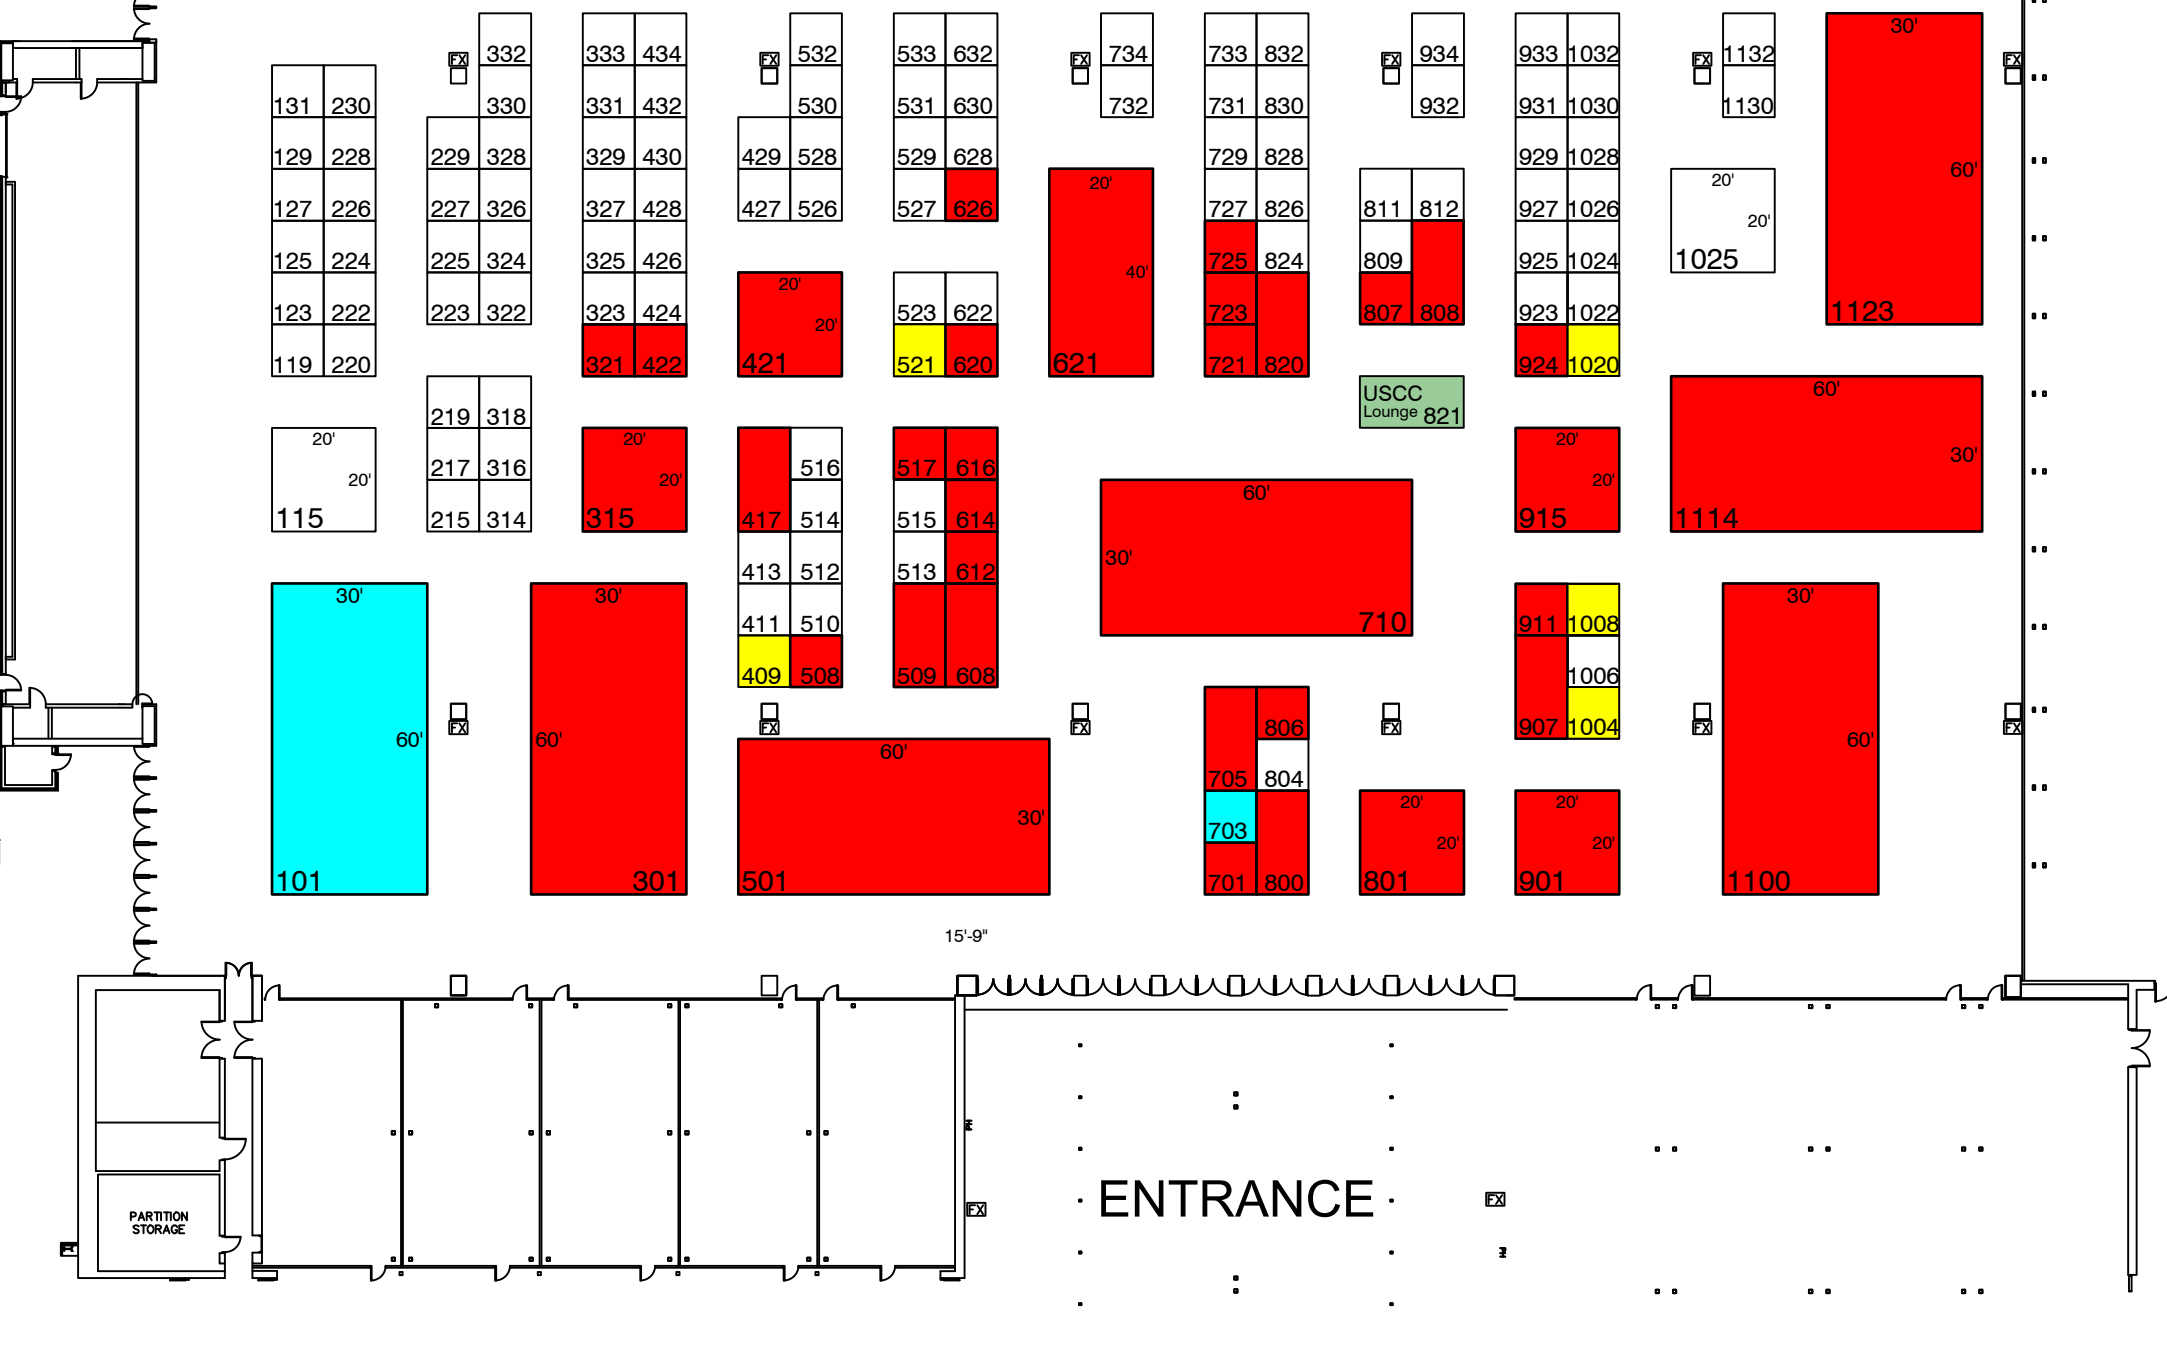 30'
332 333 434 532 533 632 734 733 832 934 933 1032 1132
FX FX FX FX FX FX
131 230 330 331 432 530 531 630 732 731 830 932 931 1030 1130
129 228 229 328 329 430 429 528 529 628 729 828 929 1028
60'
20' 20'
127 226 227 326 327 428 427 526 527 626 727 826 811 812 927 1026
20'
125 224 225 324 325 426 725 824 809 925 1024 1025
40'
20'
123 222 223 322 323 424 523 622 723 807 808 923 1022 1123
20'
119 220 321 422 421 521 620 621 721 820 924 1020
60'
USCC
Lounge 821
219 318
20' 20' 20'
30'
217 316 516 517 616
20' 20' 20'
60'
115 215 314 315 417 514 515 614 915 1114
30'
413 512 513 612
30' 30' 30'
411 510 710 911 1008
409 508 509 608 1006
FX FX FX FX FX FX
806 907 1004
60' 60' 60'
60'
705 804
20' 20'
30'
703
20' 20'
101 301 501 701 800 801 901 1100
15'-9"
ENTRANCE
FX FX
PARTITION
STORAGE